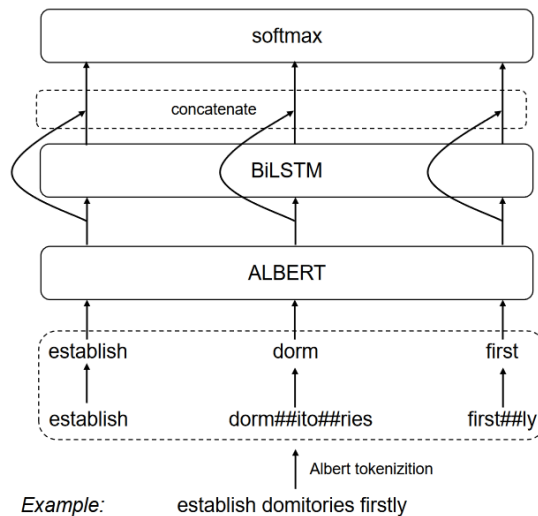 softmax
concatenate
BiLSTM
ALBERT
establish dorm first
establish dorm##ito##ries first##ly
Albert tokenizition
Example: establish domitories firstly